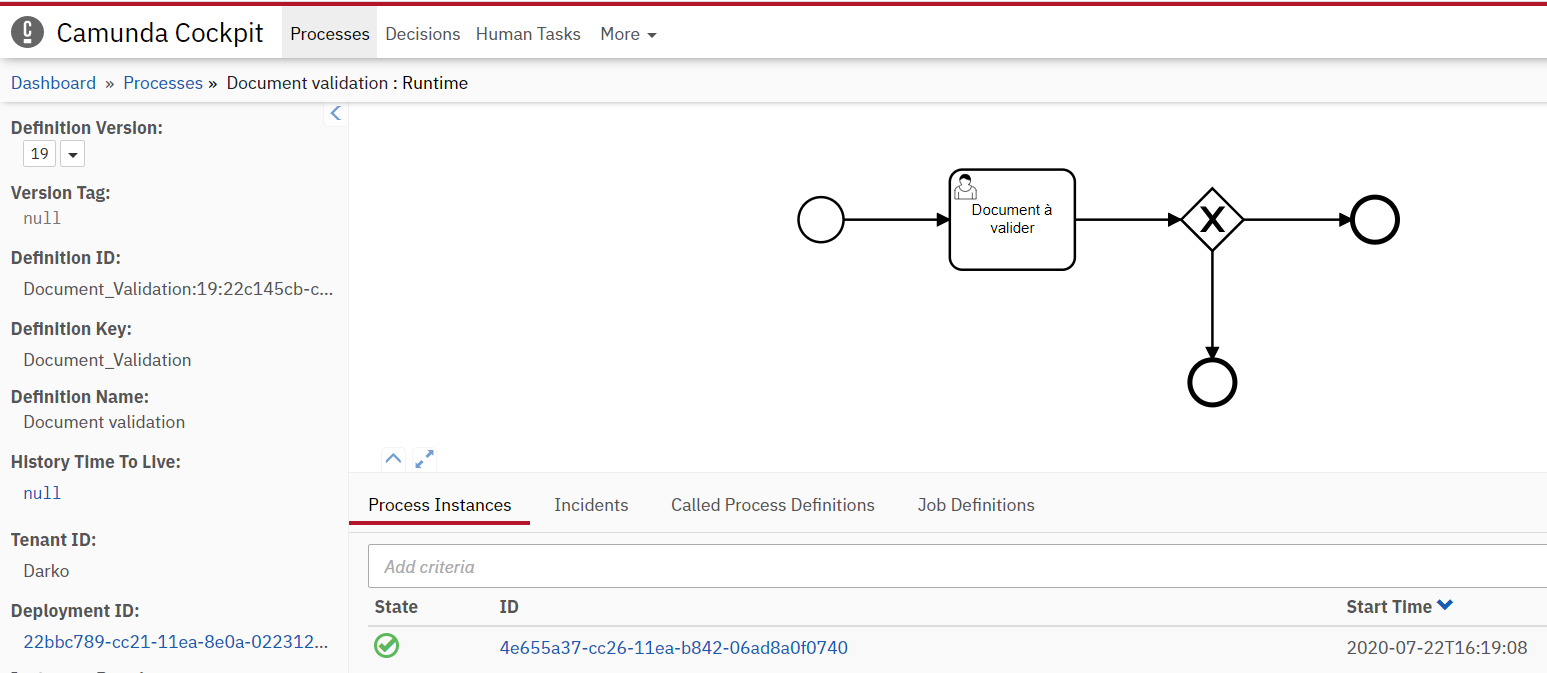 Camunda Cockpit Processes Decisions Human Tasks More
Dashboard » Processes » Document validation : Runtime
Definition Version:
19
Version Tag:
null
Definition ID:
Document_Validation:19:22c145cb-c...
Definition Key:
Document_Validation
Definition Name:
Document validation
History Time To Live:
null
Tenant ID:
Darko
Deployment ID:
22bbc789-cc21-11ea-8e0a-022312...
Document à
valider
X
Process Instances Incidents Called Process Definitions Job Definitions
Add criteria
State ID Start Time
4e655a37-cc26-11ea-b842-06ad8a0f0740 2020-07-22T16:19:08